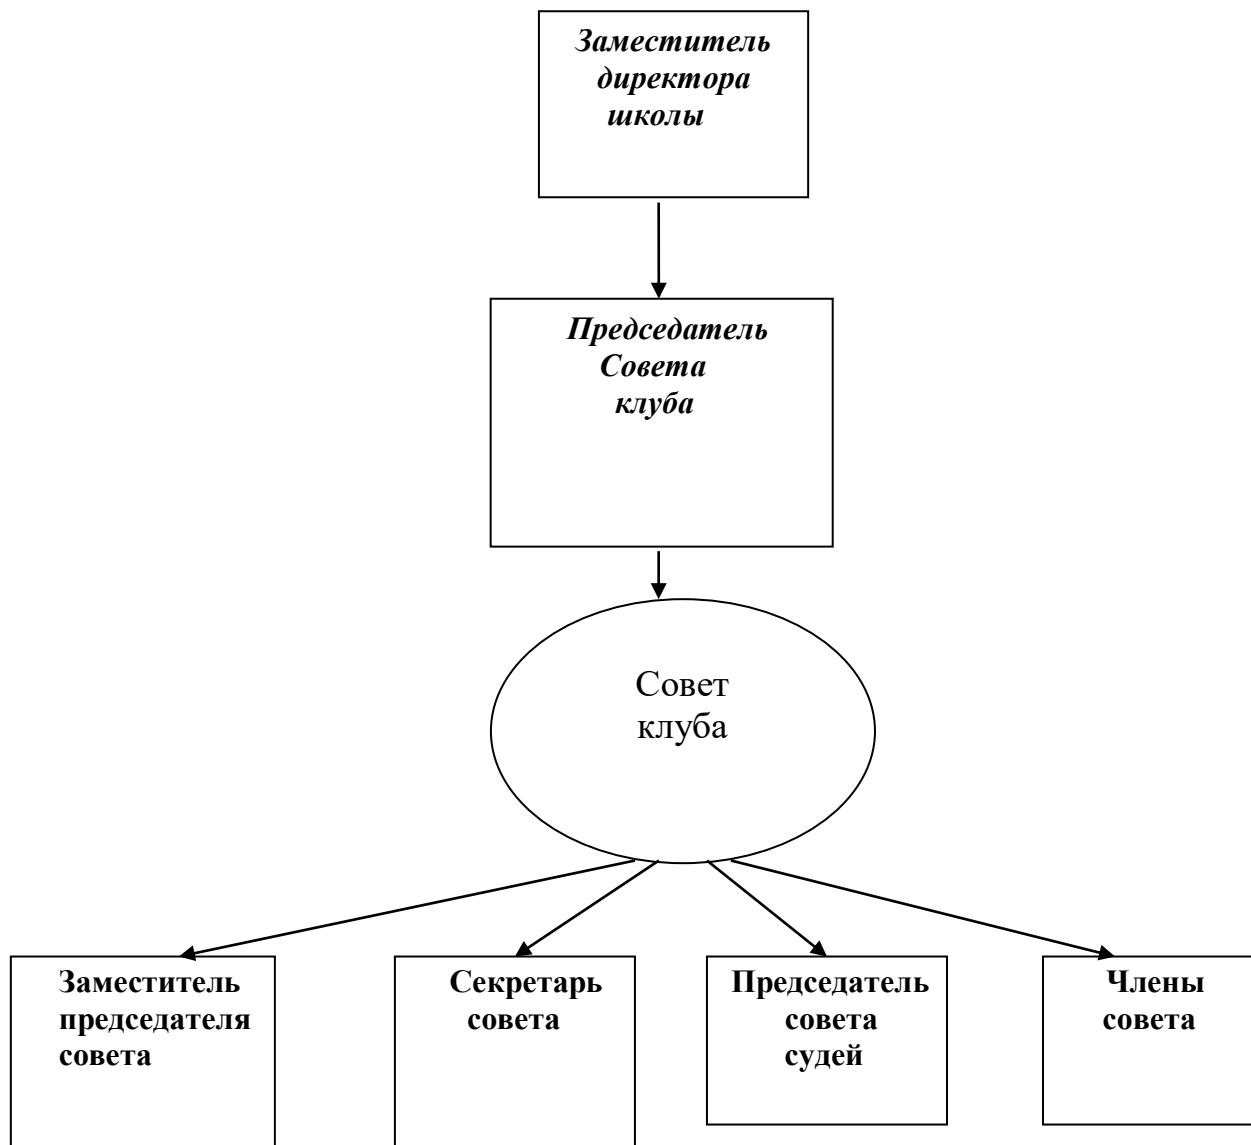 Заместитель
директора
школы
Председатель
Совета
клуба
Совет
клуба
Заместитель
председателя
совета
Секретарь
совета
Председатель
совета
судей
Члены
совета